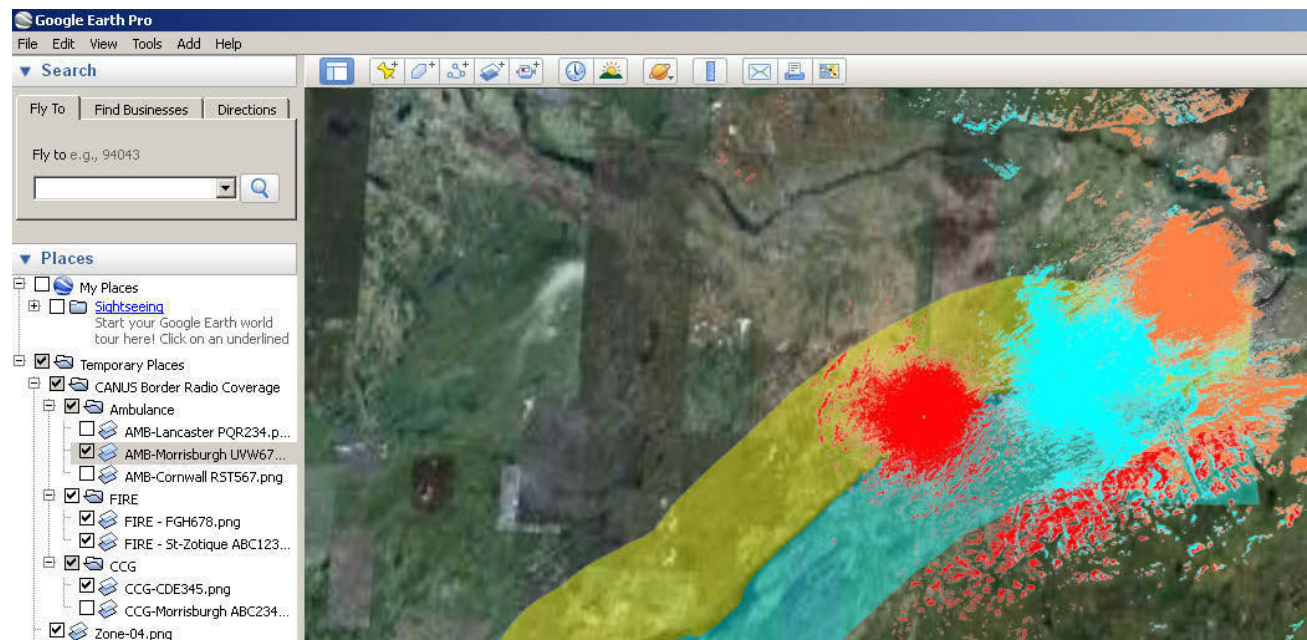 Google Earth Pro
File Edit View Tools Add Help
Search
Fly To Find Businesses Directions
Fly to e.g., 94043
Places
My Places
Sightseeing
Start your Google Earth world
tour here! Click on an underlined
Temporary Places
CANUS Border Radio Coverage
Ambulance
AMB-Lancaster PQR234.p...
AMB-Morrisburgh UVW67...
AMB-Cornwall RST567.png
FIRE
FIRE - FGH678.png
FIRE - St-Zotique ABC123...
CCG
CCG-CDE345.png
CCG-Morrisburgh ABC234...
Zone-04.png